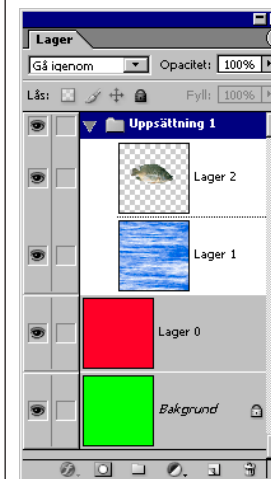 Lager
Gå igenom Opacitet: 100%
Lås: Fyll: 100%
Uppsättning 1
Lager 2
Lager 1
Lager 0
Bakgrund